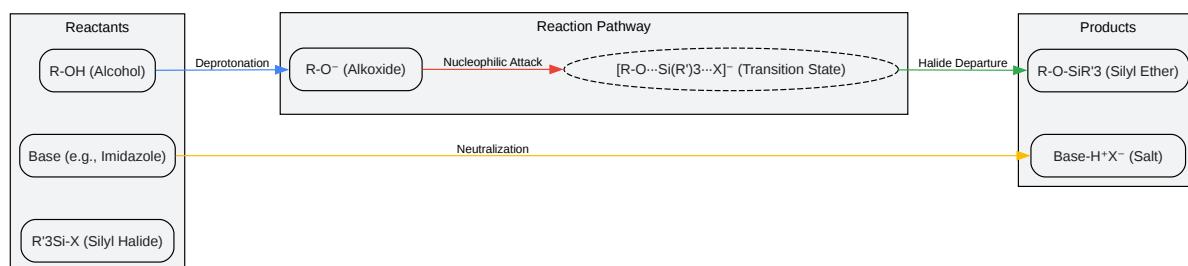 Reactants
Reaction Pathway
Products
R-OH (Alcohol)
Deprotonation
R-O⁻ (Alkoxide)
Nucleophilic Attack
[R-O···Si(R')3···X]⁻ (Transition State)
Halide Departure
R-O-SiR'3 (Silyl Ether)
Base (e.g., Imidazole)
Neutralization
Base-H⁺X⁻ (Salt)
R'3Si-X (Silyl Halide)